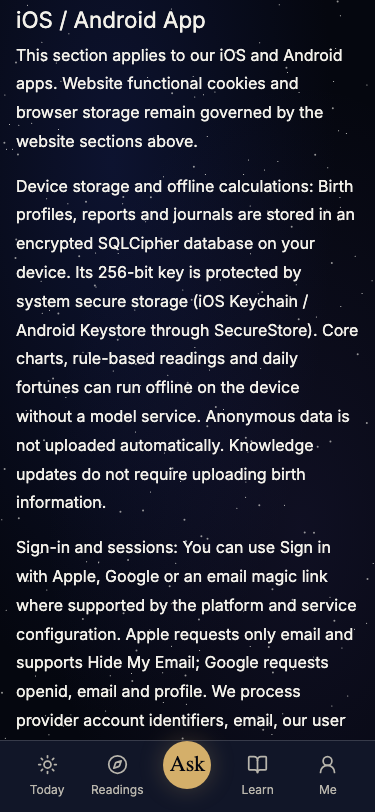 iOS / Android App
This section applies to our iOS and Android
apps. Website functional cookies and
browser storage remain governed by the
website sections above.
Device storage and offline calculations: Birth
profiles, reports and journals are stored in an
encrypted SQLCipher database on your
device. Its 256-bit key is protected by
system secure storage (iOS Keychain /
Android Keystore through SecureStore). Core
charts, rule-based readings and daily
fortunes can run offline on the device
without a model service. Anonymous data is
not uploaded automatically. Knowledge
updates do not require uploading birth
information.
Sign-in and sessions: You can use Sign in
with Apple, Google or an email magic link
where supported by the platform and service
configuration. Apple requests only email and
supports Hide My Email; Google requests
openid, email and profile. We process
provider account identifiers, email, our user
Today
Readings
Ask
Learn
Me